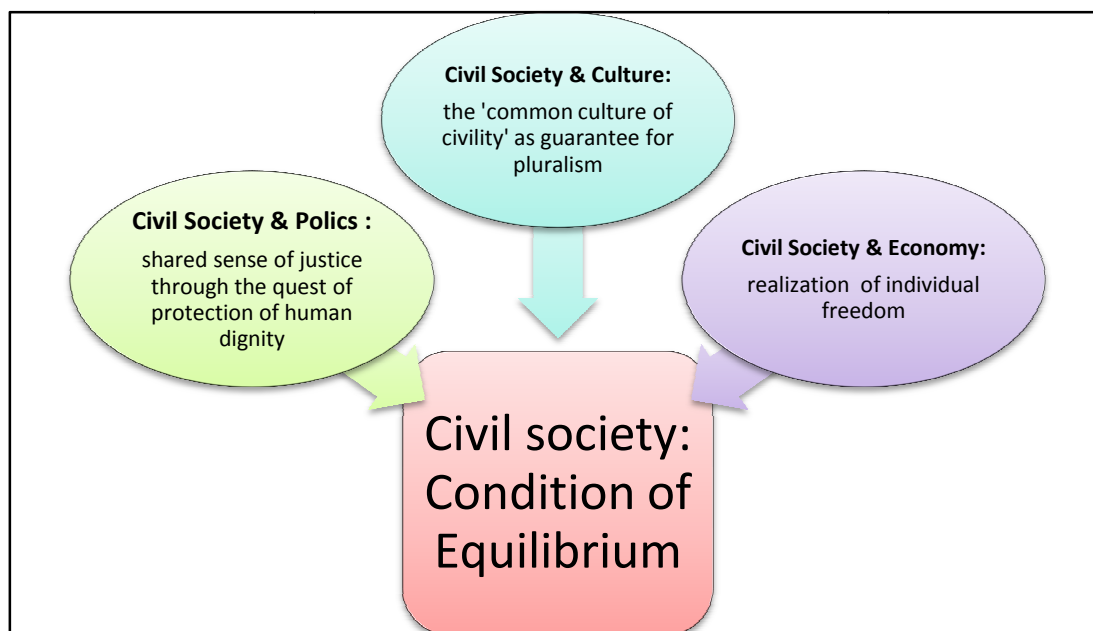 Civil Society & Culture:
the 'common culture of
civility' as guarantee for
pluralism
Civil Society & Polics :
shared sense of justice
through the quest of
protection of human
dignity
Civil Society & Economy:
realization of individual
freedom
Civil society:
Condition of
Equilibrium